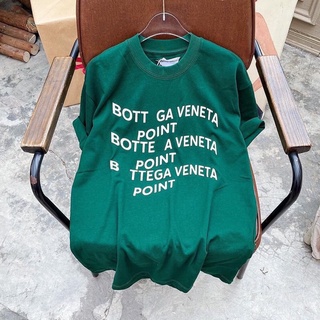 BOTT GA VENETA
POINT
BOTTE A VENETA
POINT
B TTEGA VENETA
POINT